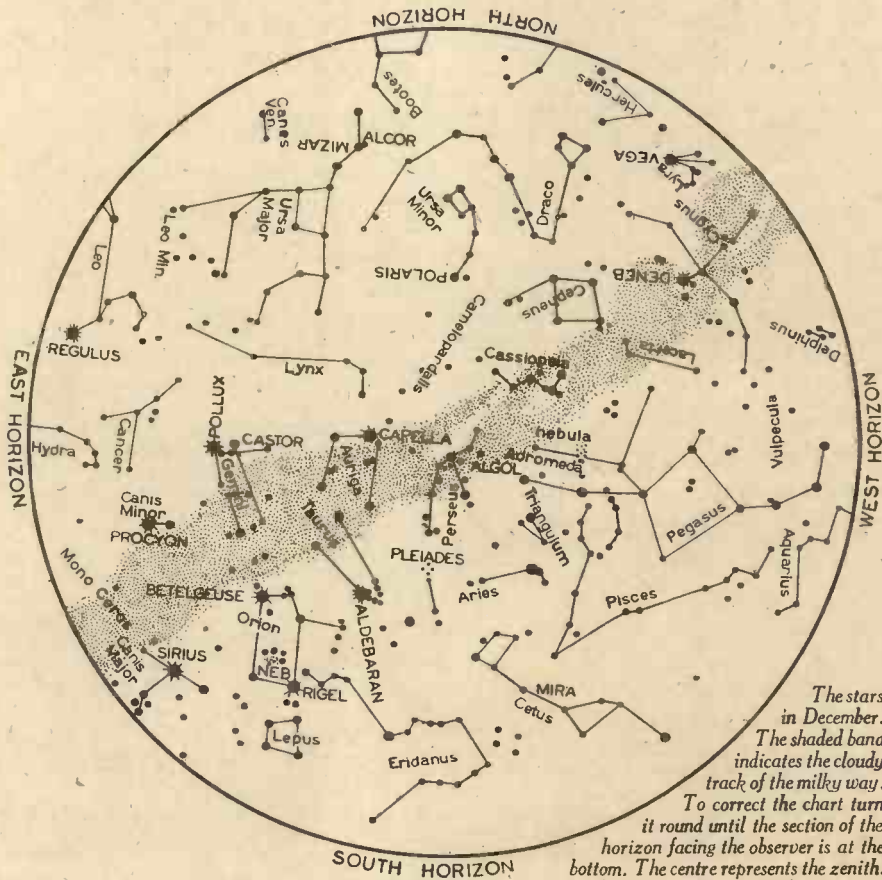 NORTH HORIZON
Bootes
Hercules
Canes
Ven.
MIZAR
ALCOR
VEGA
Lyra
Leo
Leo Min.
Ursa
Major
Ursa
Minor
Draco
Cygnus
POLARIS
DENEB
Cepheus
Camelopardalis
REGULUS
Lynx
Cassiopeia
Lacerta
Delphinus
EAST HORIZON
WEST HORIZON
Hydra
Cancer
POLLUX
CASTOR
Gemini
Auriga
CAPELLA
nebula
Adromeda
ALGOL
Vulpecula
Canis
Minor
PROCYON
Taurus
Perseus
Triangulum
Pegasus
PLEIADES
Aquarius
Mono Ceros
BETELGEUSE
Aries
Pisces
Orion
ALDEBARAN
Canis
Major
SIRIUS
NEB
RIGEL
MIRA
Cetus
Lepus
Eridanus
SOUTH HORIZON
The stars
in December.
The shaded band
indicates the cloudy
track of the milky way.
To correct the chart turn
it round until the section of the
horizon facing the observer is at the
bottom. The centre represents the zenith.